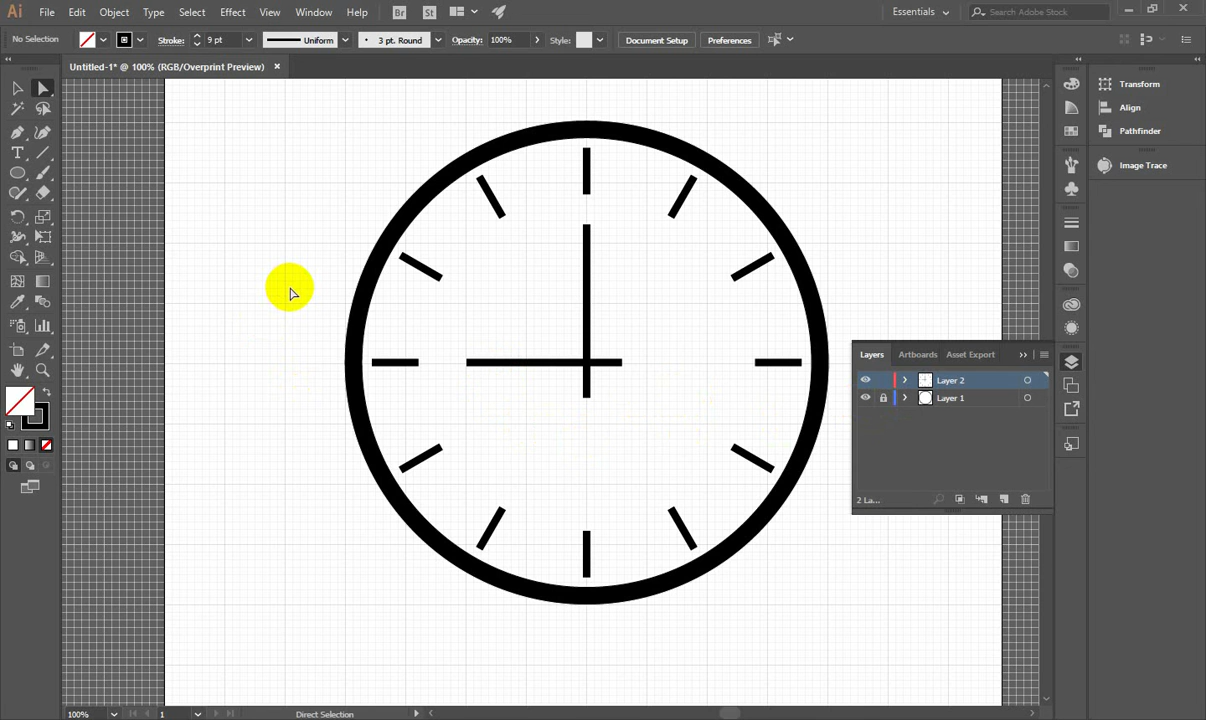 Ai File Edit Object Type Select Effect View Window Help Br St Essentials Search Adobe Stock
No Selection Stroke: 9 pt Uniform 3 pt. Round Opacity: 100% Style: Document Setup Preferences
Untitled-1* @ 100% (RGB/Overprint Preview) ×
Transform
Align
Pathfinder
Image Trace
Layers Artboards Asset Export
Layer 2
Layer 1
2 La...
100% 1 Direct Selection